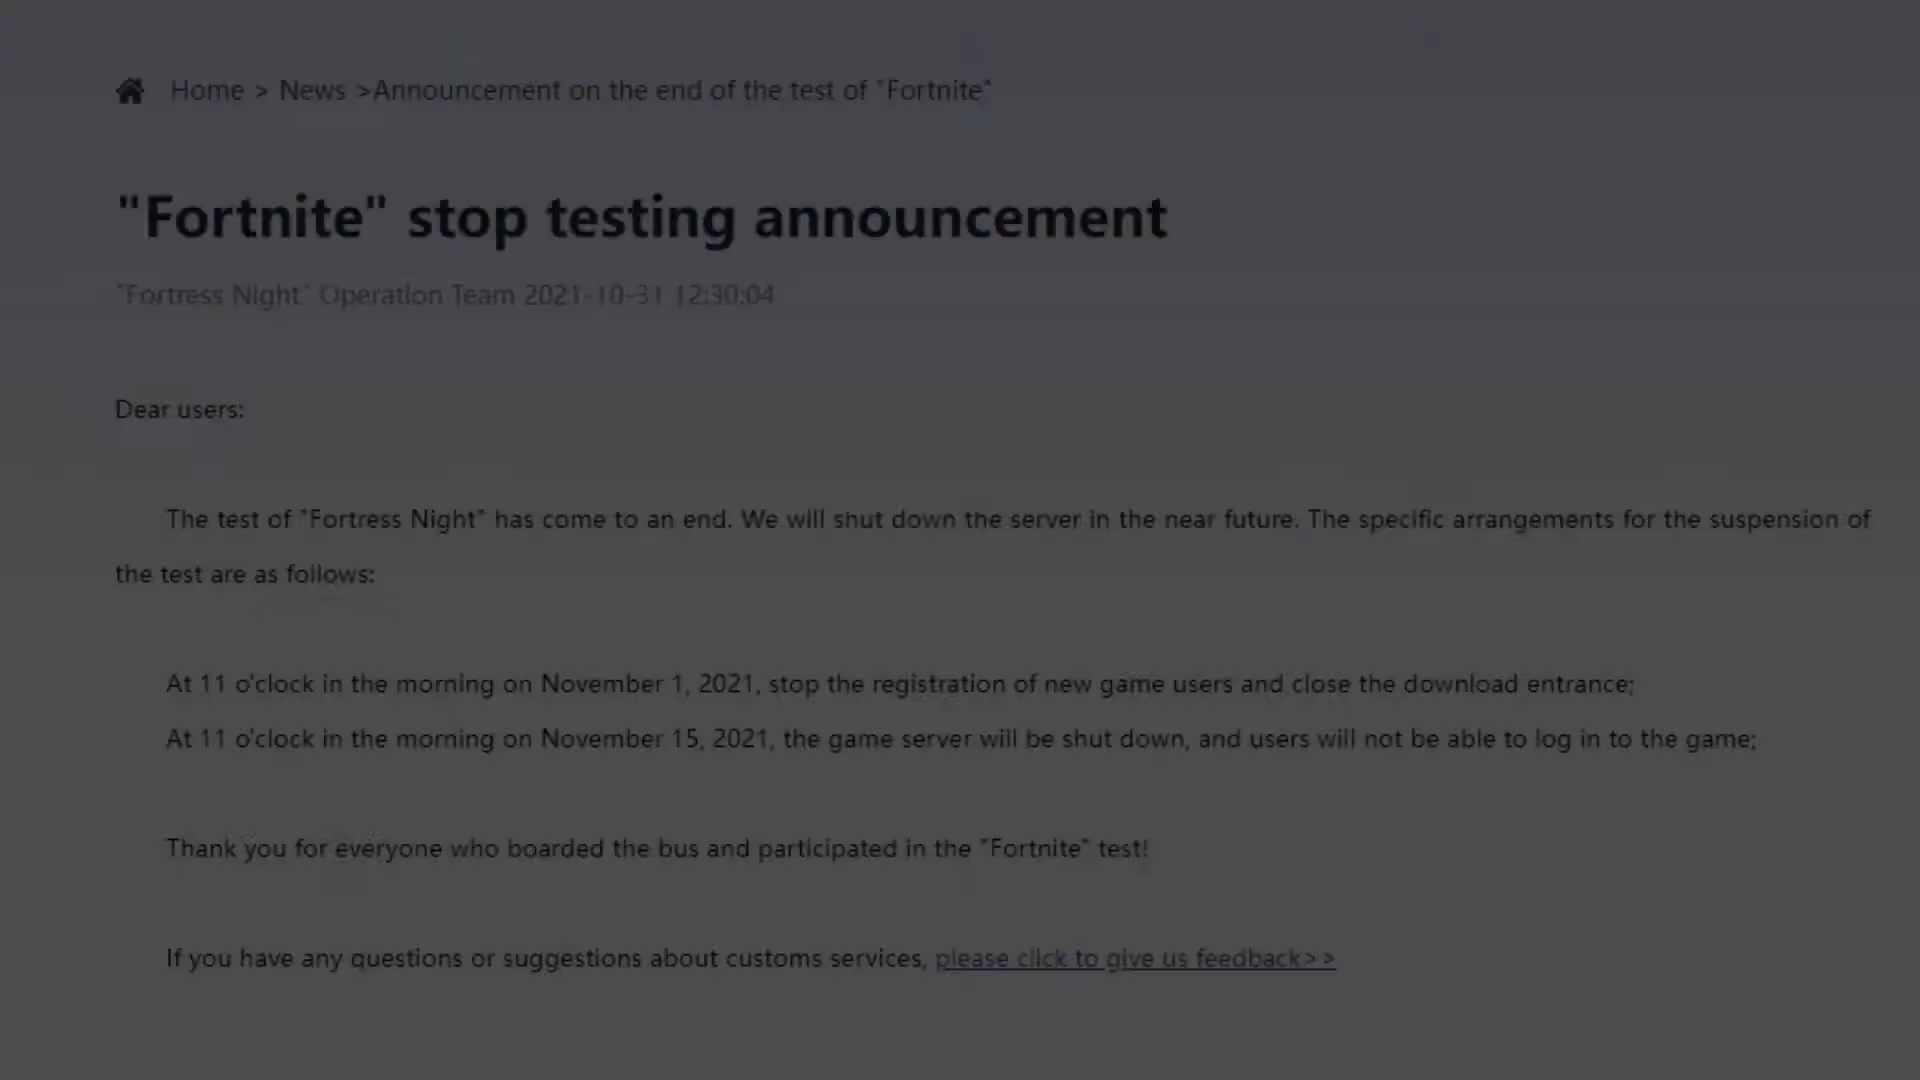 Home > News >Announcement on the end of the test of "Fortnite"
"Fortnite" stop testing announcement
"Fortress Night" Operation Team 2021-10-31 12:30:04
Dear users:
The test of "Fortress Night" has come to an end. We will shut down the server in the near future. The specific arrangements for the suspension of
the test are as follows:
At 11 o'clock in the morning on November 1, 2021, stop the registration of new game users and close the download entrance;
At 11 o'clock in the morning on November 15, 2021, the game server will be shut down, and users will not be able to log in to the game;
Thank you for everyone who boarded the bus and participated in the "Fortnite" test!
If you have any questions or suggestions about customs services, please click to give us feedback>>